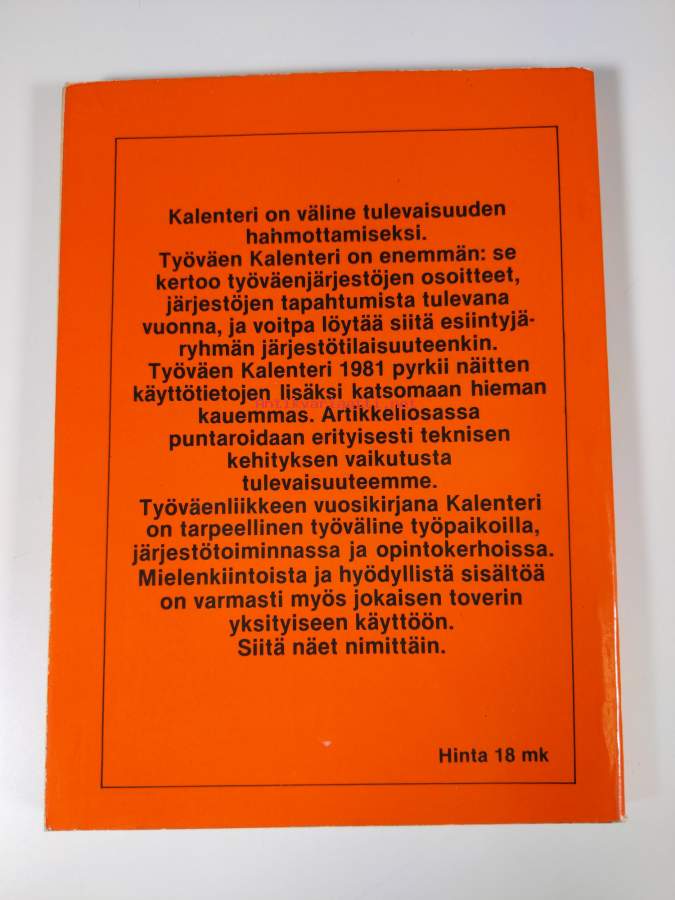 Kalenteri on väline tulevaisuuden
hahmottamiseksi.
Työväen Kalenteri on enemmän: se
kertoo työväenjärjestöjen osoitteet,
järjestöjen tapahtumista tulevana
vuonna, ja voitpa löytää siitä esiintyjä-
ryhmän järjestötilaisuuteenkin.
Työväen Kalenteri 1981 pyrkii näitten
käyttötietojen lisäksi katsomaan hieman
kauemmas. Artikkeliosassa
puntaroidaan erityisesti teknisen
kehityksen vaikutusta
tulevaisuuteemme.
Työväenliikkeen vuosikirjana Kalenteri
on tarpeellinen työväline työpaikoilla,
järjestötoiminnassa ja opintokerhoissa.
Mielenkiintoista ja hyödyllistä sisältöä
on varmasti myös jokaisen toverin
yksityiseen käyttöön.
Siitä näet nimittäin.
Hinta 18 mk